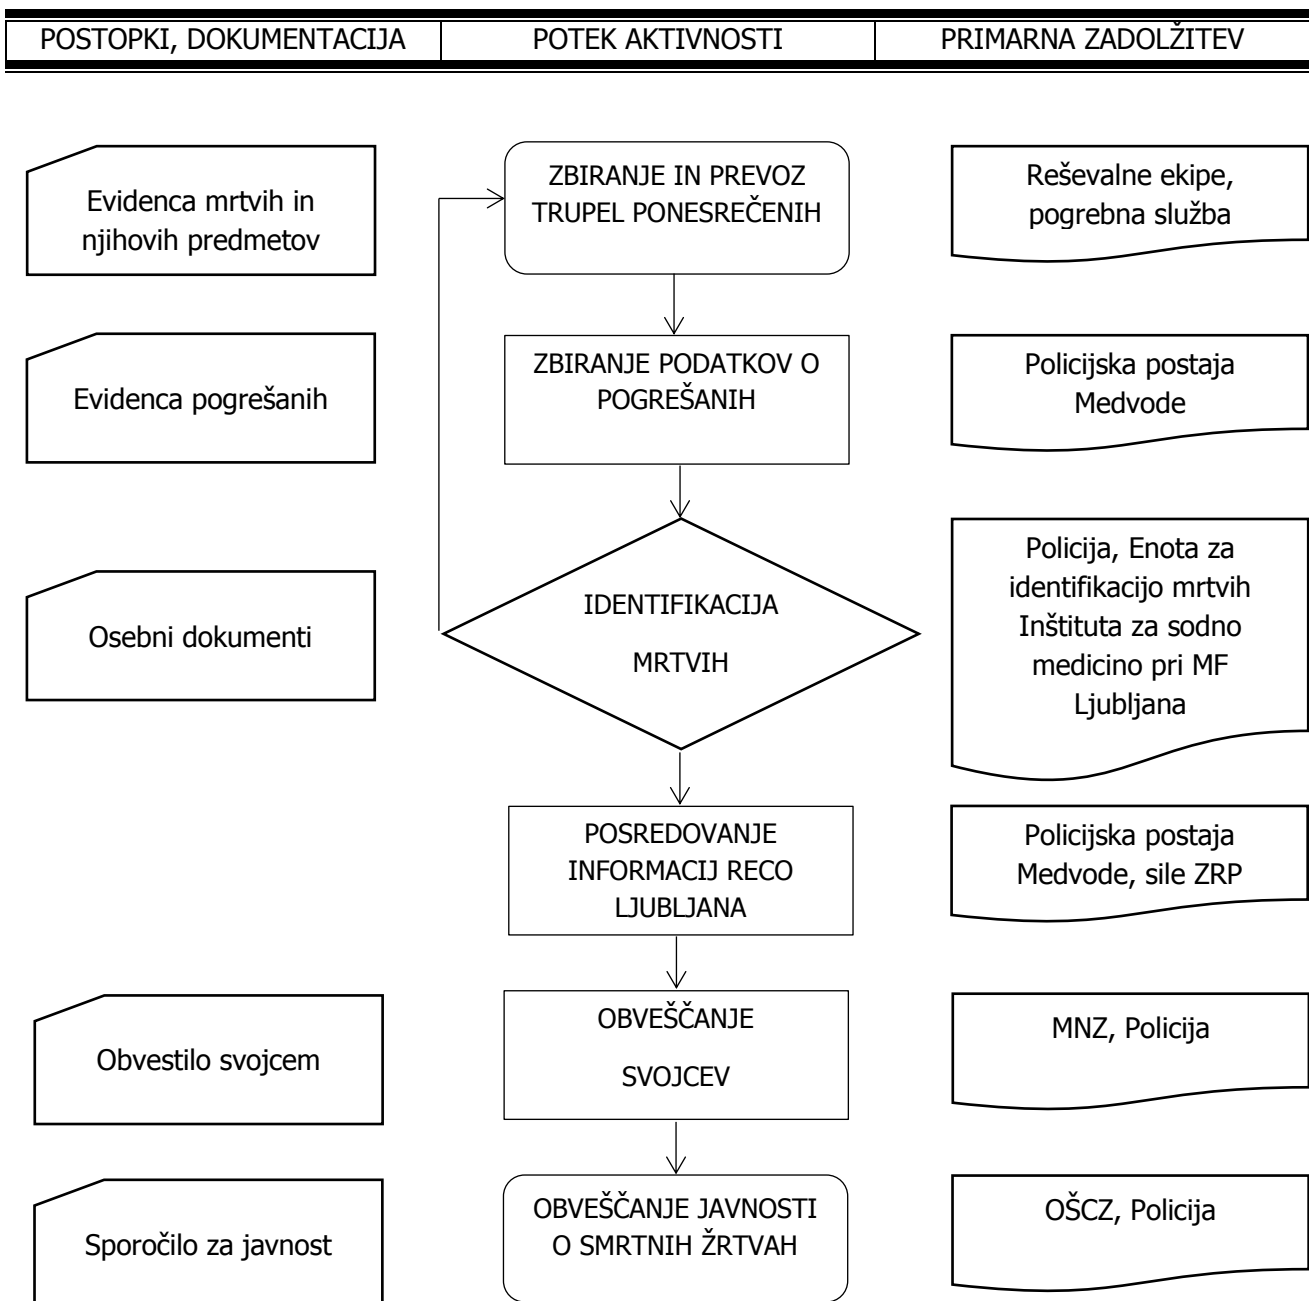 POSTOPKI, DOKUMENTACIJA
POTEK AKTIVNOSTI
PRIMARNA ZADOLŽITEV
Evidenca mrtvih in
njihovih predmetov
ZBIRANJE IN PREVOZ
TRUPEL PONESREČENIH
Reševalne ekipe,
pogrebna služba
Evidenca pogrešanih
ZBIRANJE PODATKOV O
POGREŠANIH
Policijska postaja
Medvode
Osebni dokumenti
IDENTIFIKACIJA
MRTVIH
Policija, Enota za
identifikacijo mrtvih
Inštituta za sodno
medicino pri MF
Ljubljana
POSREDOVANJE
INFORMACIJ RECO
LJUBLJANA
Policijska postaja
Medvode, sile ZRP
Obvestilo svojcem
OBVEŠČANJE
SVOJCEV
MNZ, Policija
Sporočilo za javnost
OBVEŠČANJE JAVNOSTI
O SMRTNIH ŽRTVAH
OŠCZ, Policija